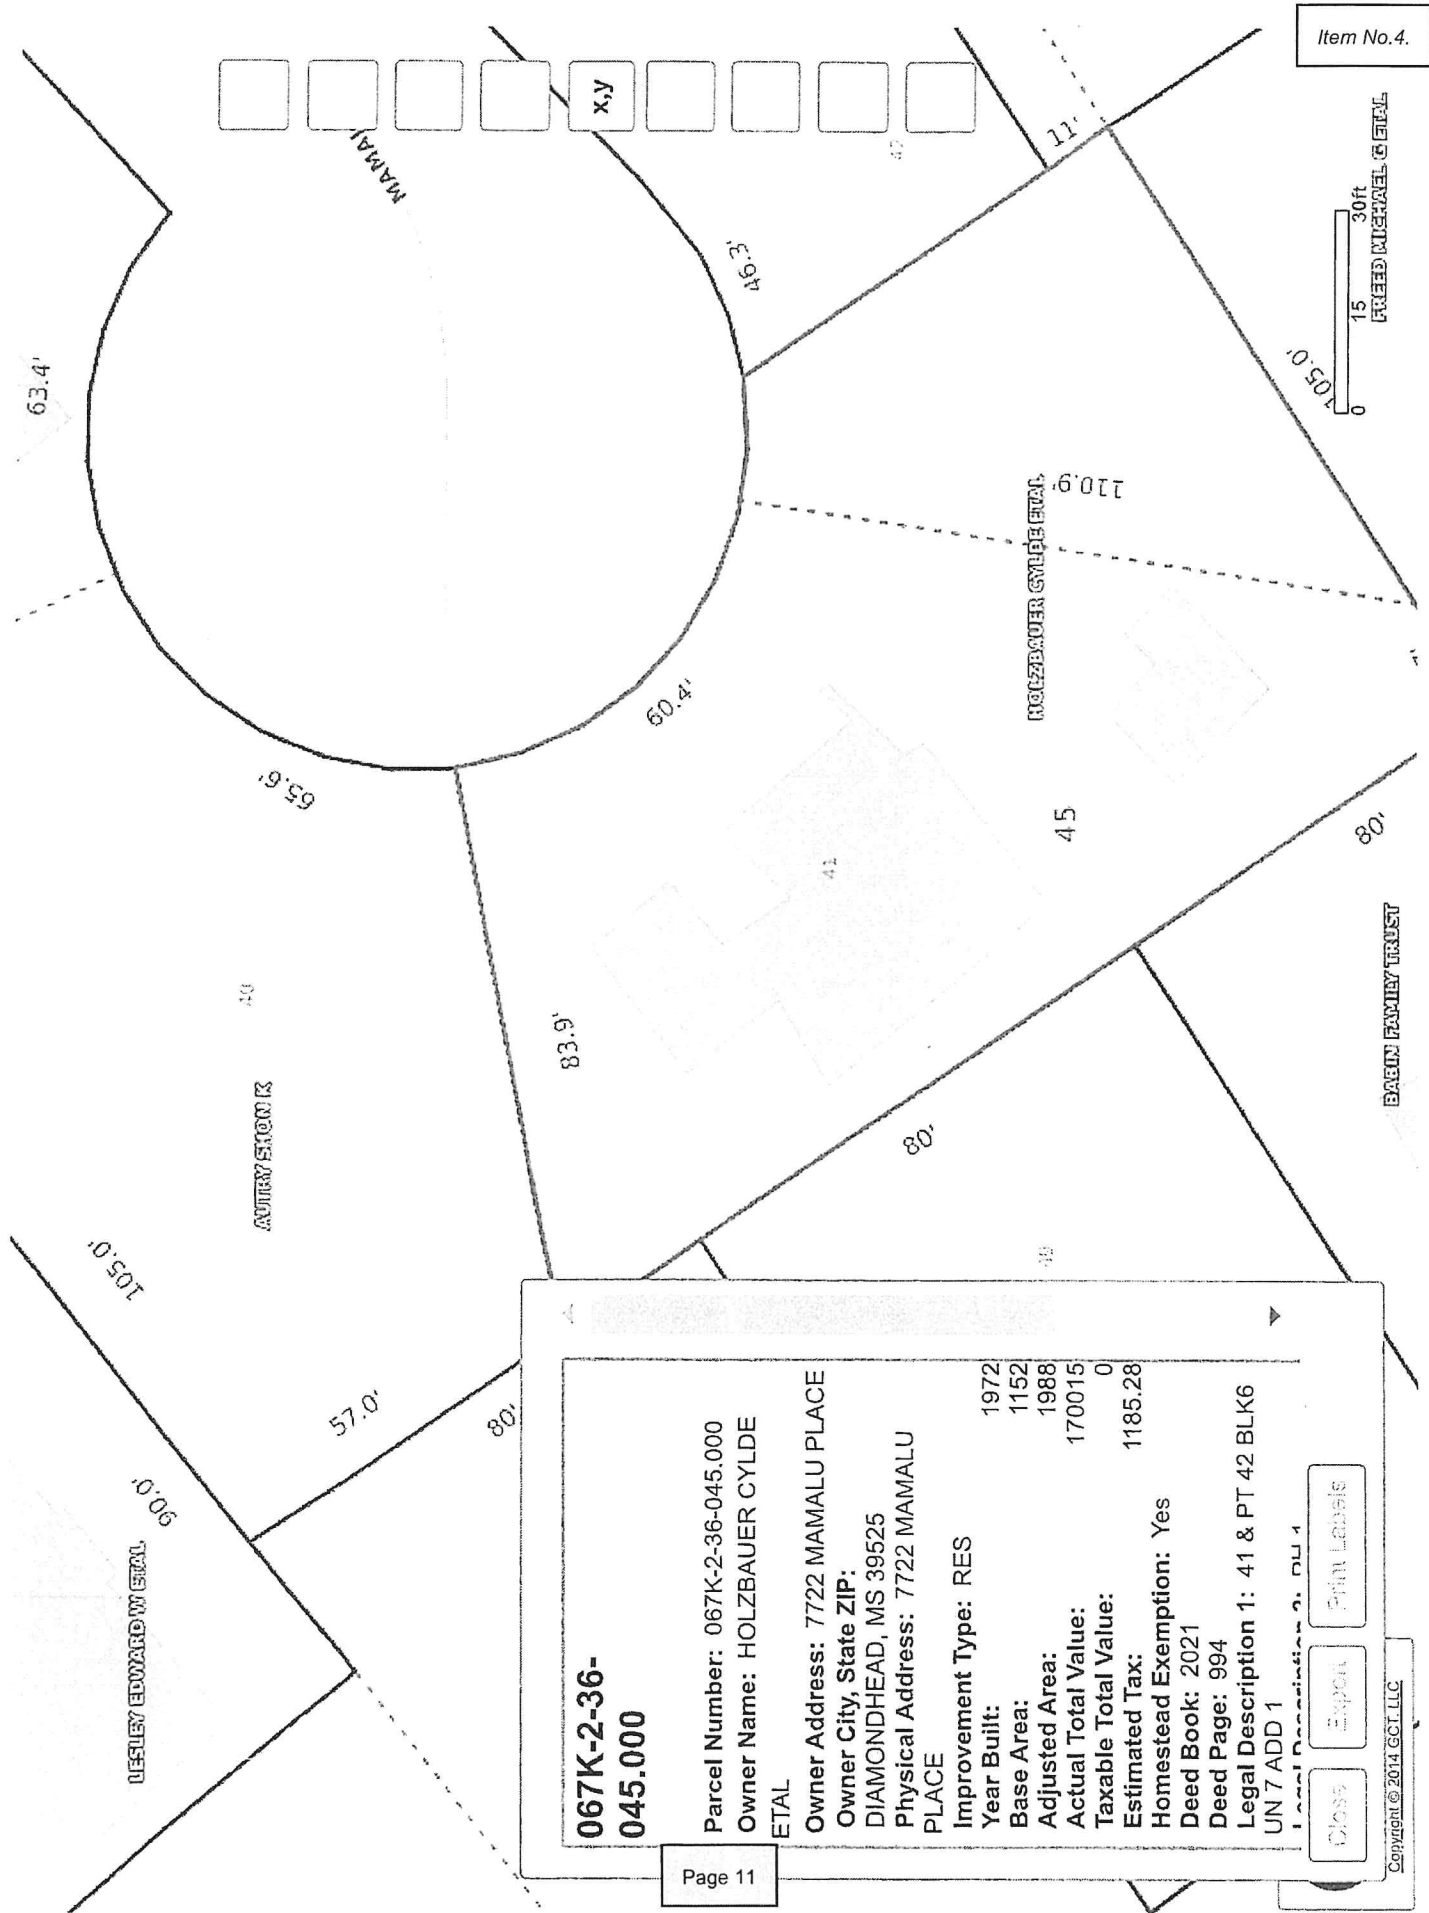 Item No.4.
63.4'
MAMAL
x,y
47
11'
46.3'
LESLEY EDWARD W ETAL
90.0'
105.0'
57.0'
80'
AUTRY SHON K
40
65.6'
83.9'
60.4'
41
45
HOLZBAUER CYLDE ETAL
110.9'
105.0'
0 15 30ft
FREED MICHAEL G ETAL
80'
80'
BABIN FAMILY TRUST
067K-2-36-
045.000
Parcel Number: 067K-2-36-045.000
Owner Name: HOLZBAUER CYLDE
ETAL
Owner Address: 7722 MAMALU PLACE
Owner City, State ZIP:
DIAMONDHEAD, MS 39525
Physical Address: 7722 MAMALU
PLACE
Improvement Type: RES
Year Built: 1972
Base Area: 1152
Adjusted Area: 1988
Actual Total Value: 170015
Taxable Total Value: 0
Estimated Tax: 1185.28
Homestead Exemption: Yes
Deed Book: 2021
Deed Page: 994
Legal Description 1: 41 & PT 42 BLK6
UN 7 ADD 1
Legal Description 2: PH 1
Close Export Print Labels
Copyright © 2014 GCT, LLC
Page 11